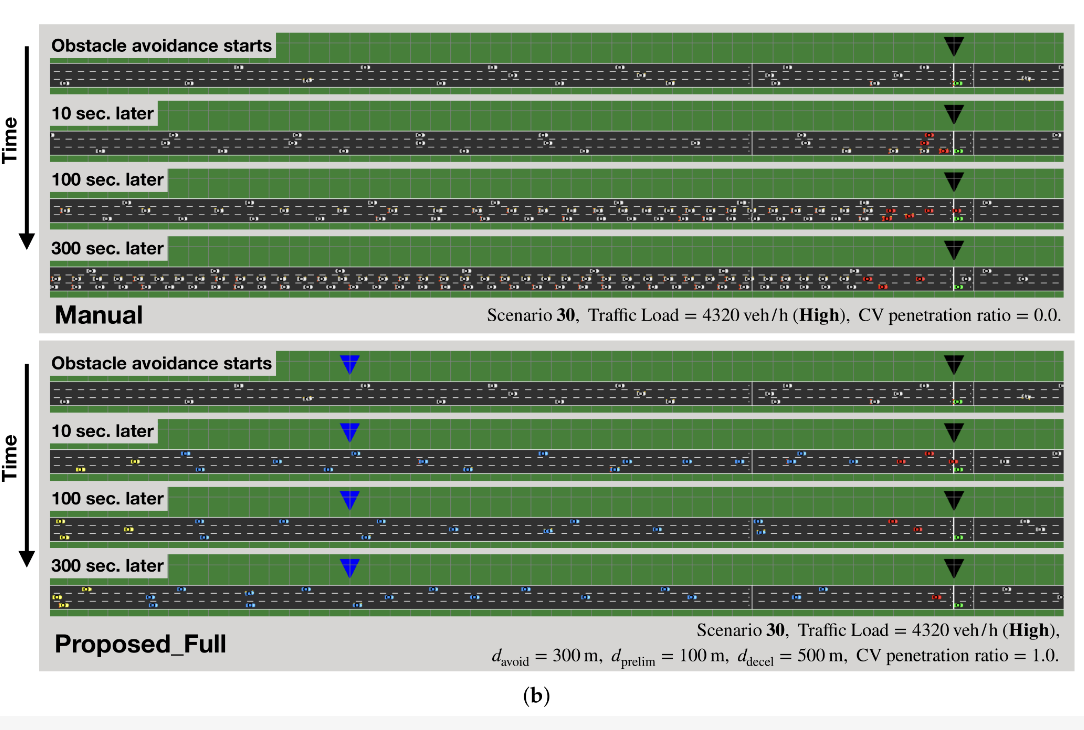 Time
Obstacle avoidance starts
10 sec. later
100 sec. later
300 sec. later
Manual
Scenario 30, Traffic Load = 4320 veh/h (High), CV penetration ratio = 0.0.
Time
Obstacle avoidance starts
10 sec. later
100 sec. later
300 sec. later
Proposed_Full
Scenario 30, Traffic Load = 4320 veh/h (High),
d_avoid = 300 m, d_prelim = 100 m, d_decel = 500 m, CV penetration ratio = 1.0.
(b)